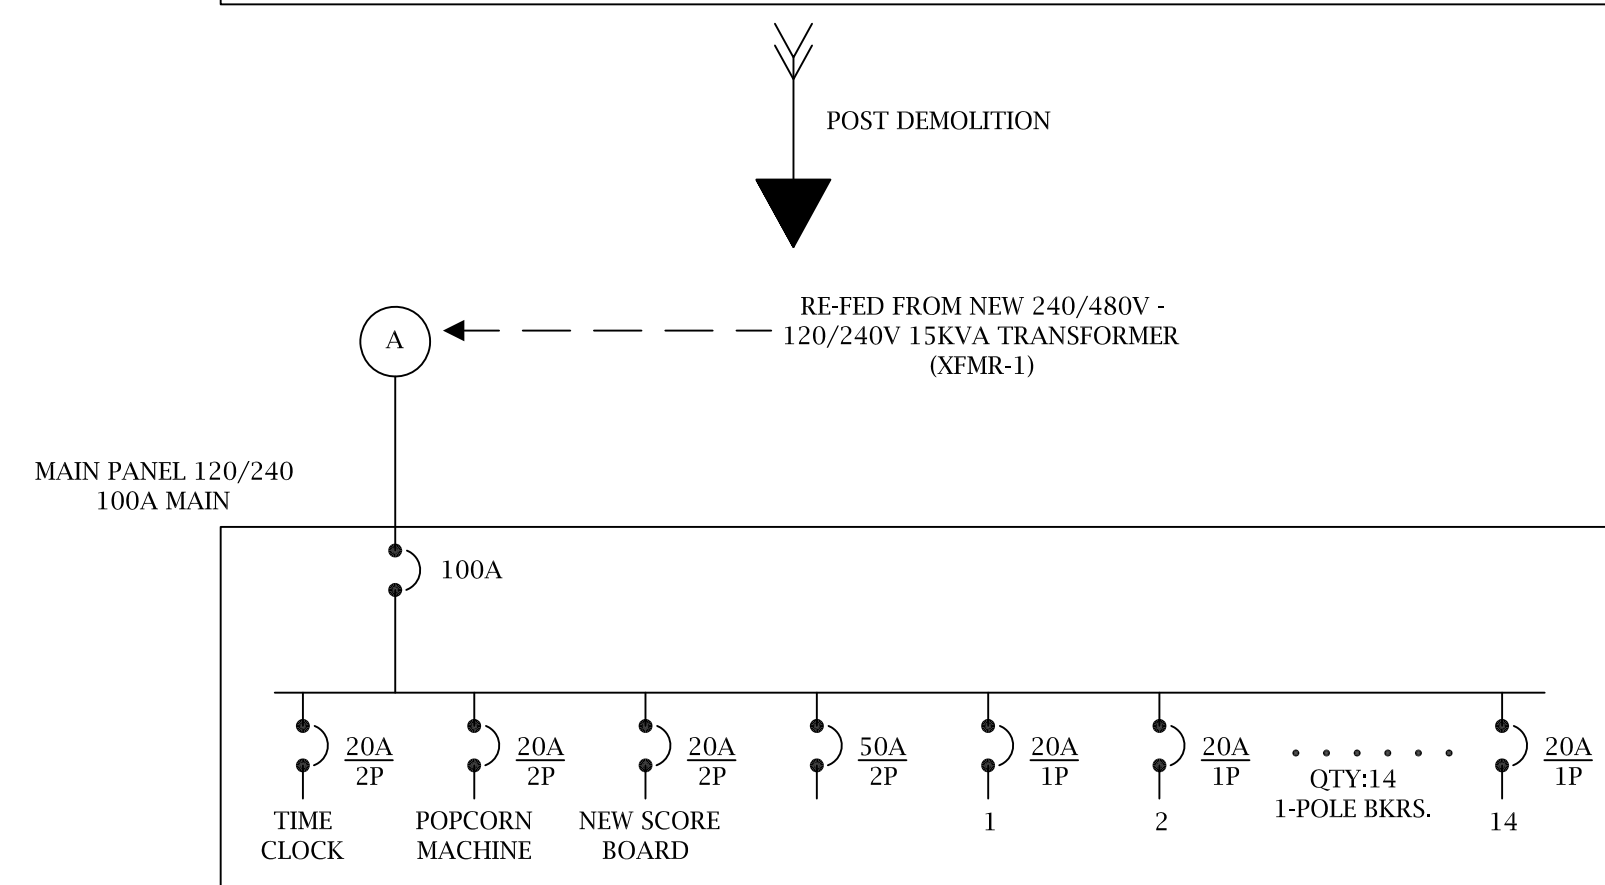 POST DEMOLITION
RE-FED FROM NEW 240/480V -
120/240V 15KVA TRANSFORMER
(XFMR-1)
A
MAIN PANEL 120/240
100A MAIN
100A
20A
2P
20A
2P
20A
2P
50A
2P
20A
1P
20A
1P
QTY:14
1-POLE BKRS.
20A
1P
TIME
CLOCK
POPCORN
MACHINE
NEW SCORE
BOARD
1
2
14